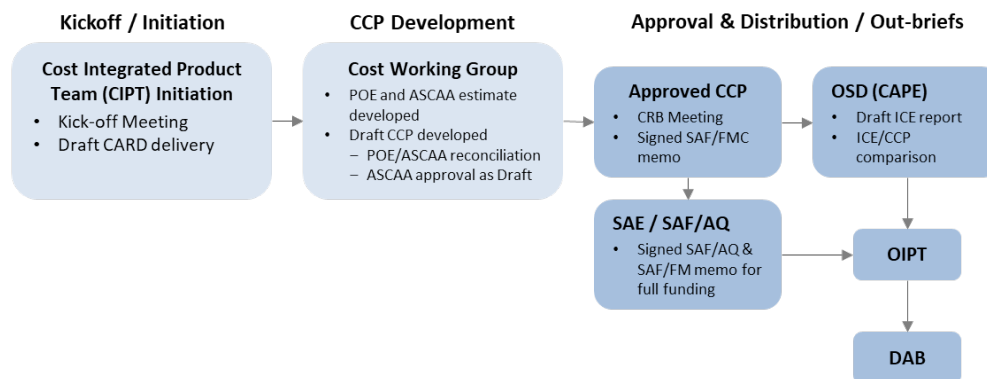 Kickoff / Initiation
CCP Development
Approval & Distribution / Out-briefs
Cost Integrated Product
Team (CIPT) Initiation
• Kick-off Meeting
• Draft CARD delivery
Cost Working Group
• POE and ASCAA estimate
developed
• Draft CCP developed
– POE/ASCAA reconciliation
– ASCAA approval as Draft
Approved CCP
• CRB Meeting
• Signed SAF/FMC
memo
OSD (CAPE)
• Draft ICE report
• ICE/CCP
comparison
SAE / SAF/AQ
• Signed SAF/AQ &
SAF/FM memo for
full funding
OIPT
DAB